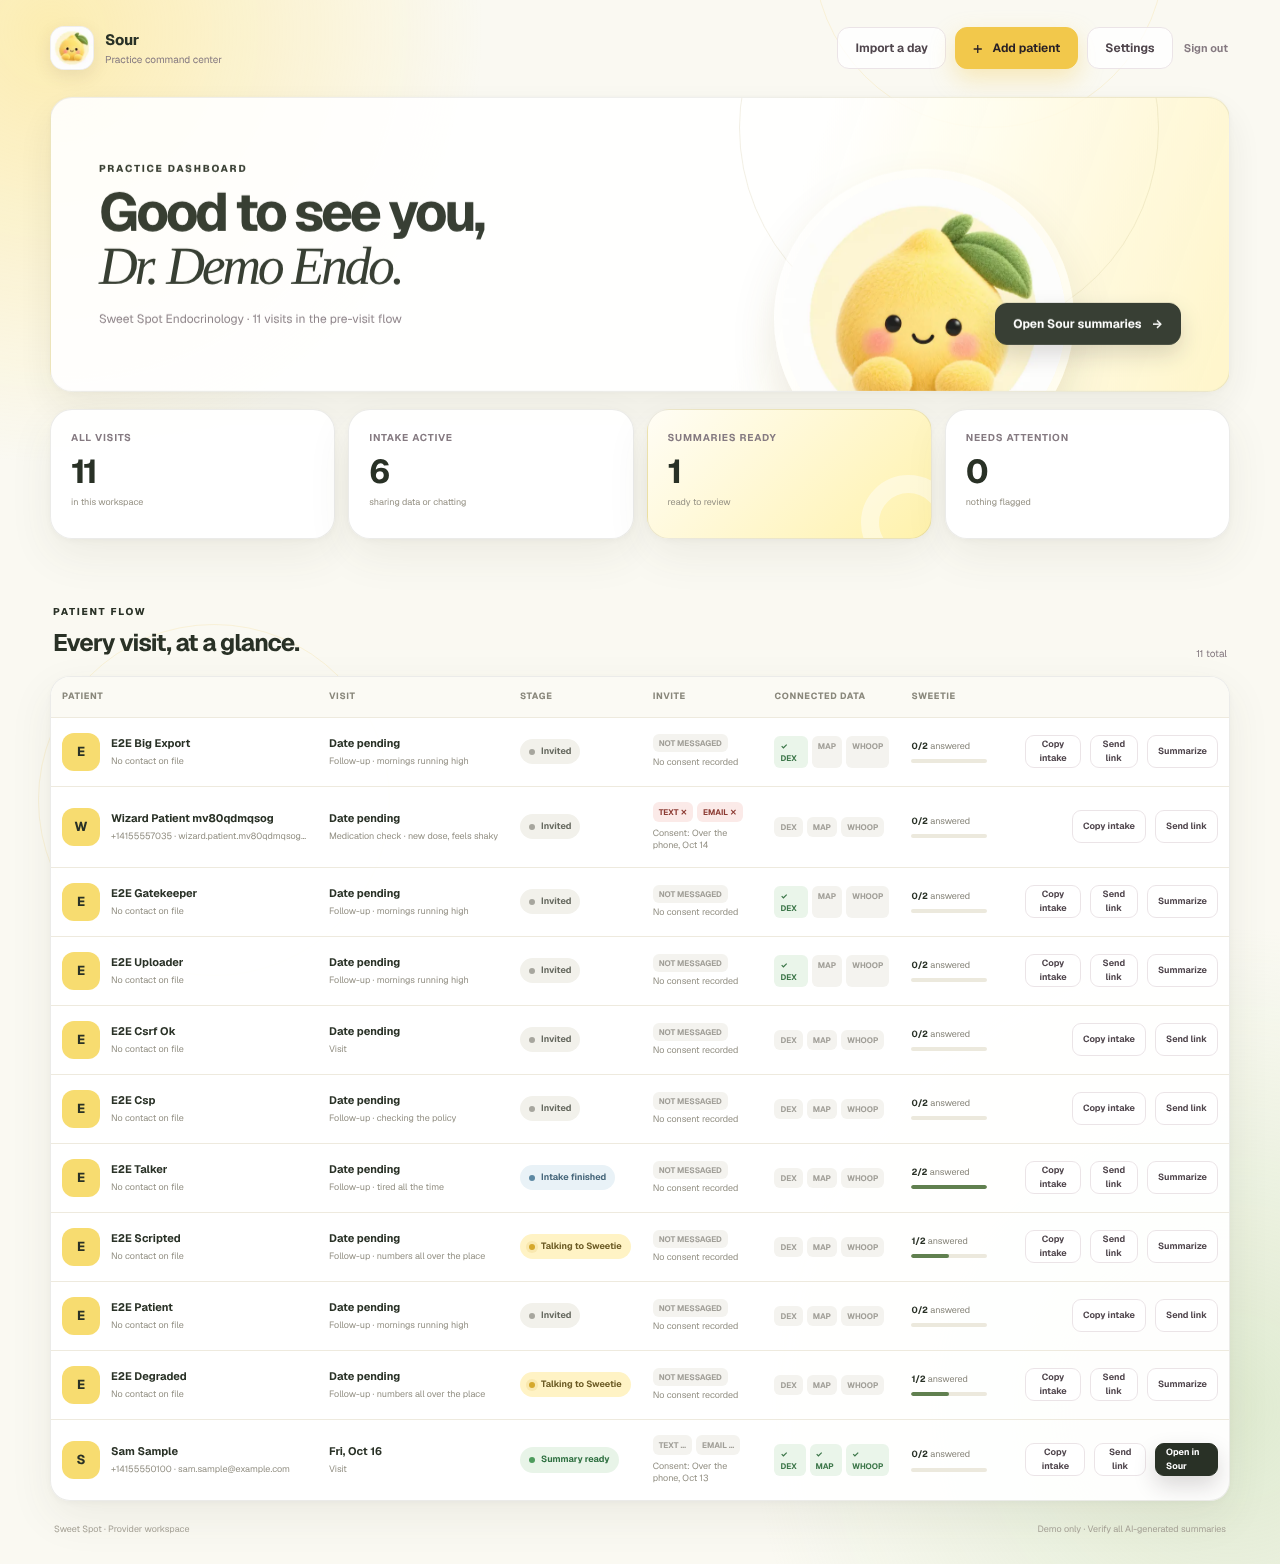 Sour
Practice command center
Import a day
+ Add patient
Settings
Sign out
PRACTICE DASHBOARD
Good to see you,
Dr. Demo Endo.
Sweet Spot Endocrinology · 11 visits in the pre-visit flow
Open Sour summaries →
ALL VISITS
11
in this workspace
INTAKE ACTIVE
6
sharing data or chatting
SUMMARIES READY
1
ready to review
NEEDS ATTENTION
0
nothing flagged
PATIENT FLOW
Every visit, at a glance.
11 total
PATIENT VISIT STAGE INVITE CONNECTED DATA SWEETIE
E
E2E Big Export
No contact on file
Date pending
Follow-up · mornings running high
Invited
NOT MESSAGED
No consent recorded
✓ DEX MAP WHOOP
0/2 answered
Copy intake
Send link
Summarize
W
Wizard Patient mv80qdmqsog
+14155557035 · wizard.patient.mv80qdmqsog...
Date pending
Medication check · new dose, feels shaky
Invited
TEXT × EMAIL ×
Consent: Over the
phone, Oct 14
DEX MAP WHOOP
0/2 answered
Copy intake
Send link
E
E2E Gatekeeper
No contact on file
Date pending
Follow-up · mornings running high
Invited
NOT MESSAGED
No consent recorded
✓ DEX MAP WHOOP
0/2 answered
Copy intake
Send link
Summarize
E
E2E Uploader
No contact on file
Date pending
Follow-up · mornings running high
Invited
NOT MESSAGED
No consent recorded
✓ DEX MAP WHOOP
0/2 answered
Copy intake
Send link
Summarize
E
E2E Csrf Ok
No contact on file
Date pending
Visit
Invited
NOT MESSAGED
No consent recorded
DEX MAP WHOOP
0/2 answered
Copy intake
Send link
E
E2E Csp
No contact on file
Date pending
Follow-up · checking the policy
Invited
NOT MESSAGED
No consent recorded
DEX MAP WHOOP
0/2 answered
Copy intake
Send link
E
E2E Talker
No contact on file
Date pending
Follow-up · tired all the time
Intake finished
NOT MESSAGED
No consent recorded
DEX MAP WHOOP
2/2 answered
Copy intake
Send link
Summarize
E
E2E Scripted
No contact on file
Date pending
Follow-up · numbers all over the place
Talking to Sweetie
NOT MESSAGED
No consent recorded
DEX MAP WHOOP
1/2 answered
Copy intake
Send link
Summarize
E
E2E Patient
No contact on file
Date pending
Follow-up · mornings running high
Invited
NOT MESSAGED
No consent recorded
DEX MAP WHOOP
0/2 answered
Copy intake
Send link
E
E2E Degraded
No contact on file
Date pending
Follow-up · numbers all over the place
Talking to Sweetie
NOT MESSAGED
No consent recorded
DEX MAP WHOOP
1/2 answered
Copy intake
Send link
Summarize
S
Sam Sample
+14155550100 · sam.sample@example.com
Fri, Oct 16
Visit
Summary ready
TEXT ... EMAIL ...
Consent: Over the
phone, Oct 13
✓ DEX ✓ MAP ✓ WHOOP
0/2 answered
Copy intake
Send link
Open in Sour
Sweet Spot · Provider workspace
Demo only · Verify all AI-generated summaries